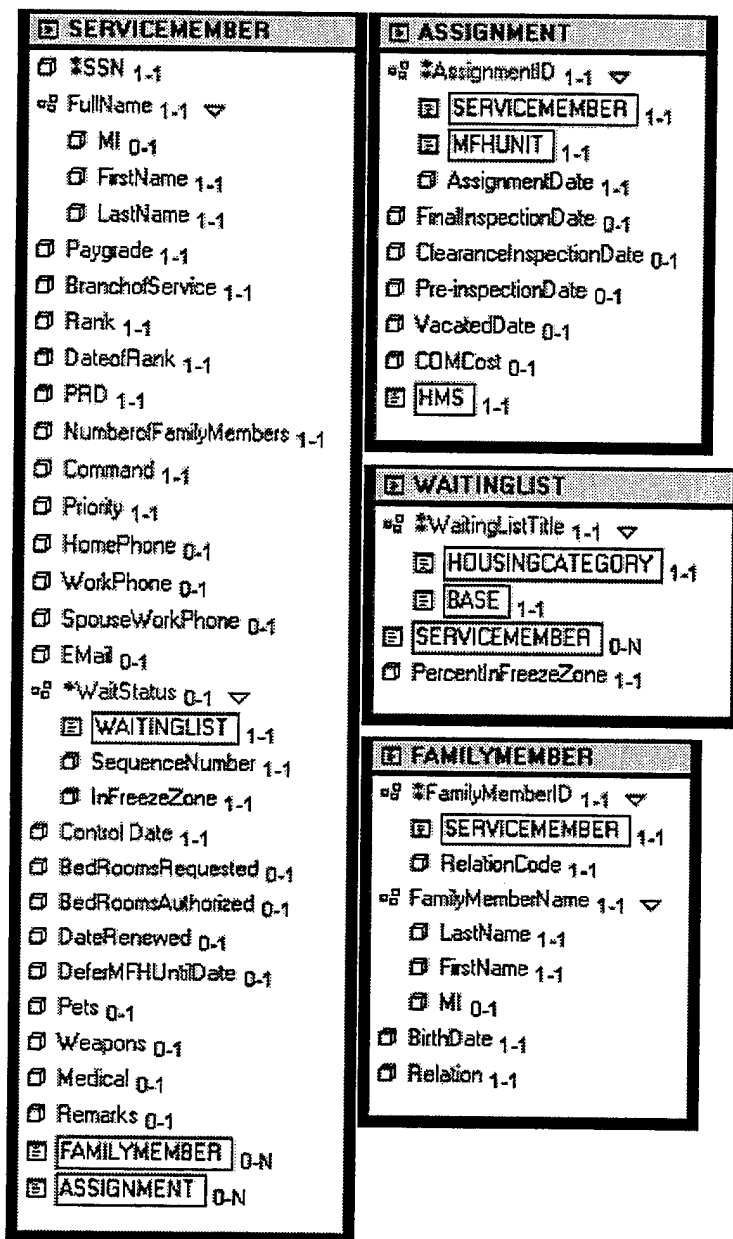 SERVICEMEMBER
*SSN 1-1
FullName 1-1
MI 0-1
FirstName 1-1
LastName 1-1
Paygrade 1-1
BranchofService 1-1
Rank 1-1
DateofRank 1-1
PRD 1-1
NumberofFamilyMembers 1-1
Command 1-1
Priority 1-1
HomePhone 0-1
WorkPhone 0-1
SpouseWorkPhone 0-1
EMail 0-1
*WaitStatus 0-1
WAITINGLIST 1-1
SequenceNumber 1-1
InFreezeZone 1-1
Control Date 1-1
BedRoomsRequested 0-1
BedRoomsAuthorized 0-1
DateRenewed 0-1
DeferMFHUntilDate 0-1
Pets 0-1
Weapons 0-1
Medical 0-1
Remarks 0-1
FAMILYMEMBER 0-N
ASSIGNMENT 0-N
ASSIGNMENT
*AssignmentID 1-1
SERVICEMEMBER 1-1
MFHUNIT 1-1
AssignmentDate 1-1
FinalInspectionDate 0-1
ClearanceInspectionDate 0-1
Pre-inspectionDate 0-1
VacatedDate 0-1
COMCost 0-1
HMS 1-1
WAITINGLIST
*WaitingListTitle 1-1
HOUSINGCATEGORY 1-1
BASE 1-1
SERVICEMEMBER 0-N
PercentInFreezeZone 1-1
FAMILYMEMBER
*FamilyMemberID 1-1
SERVICEMEMBER 1-1
RelationCode 1-1
FamilyMemberName 1-1
LastName 1-1
FirstName 1-1
MI 0-1
BirthDate 1-1
Relation 1-1